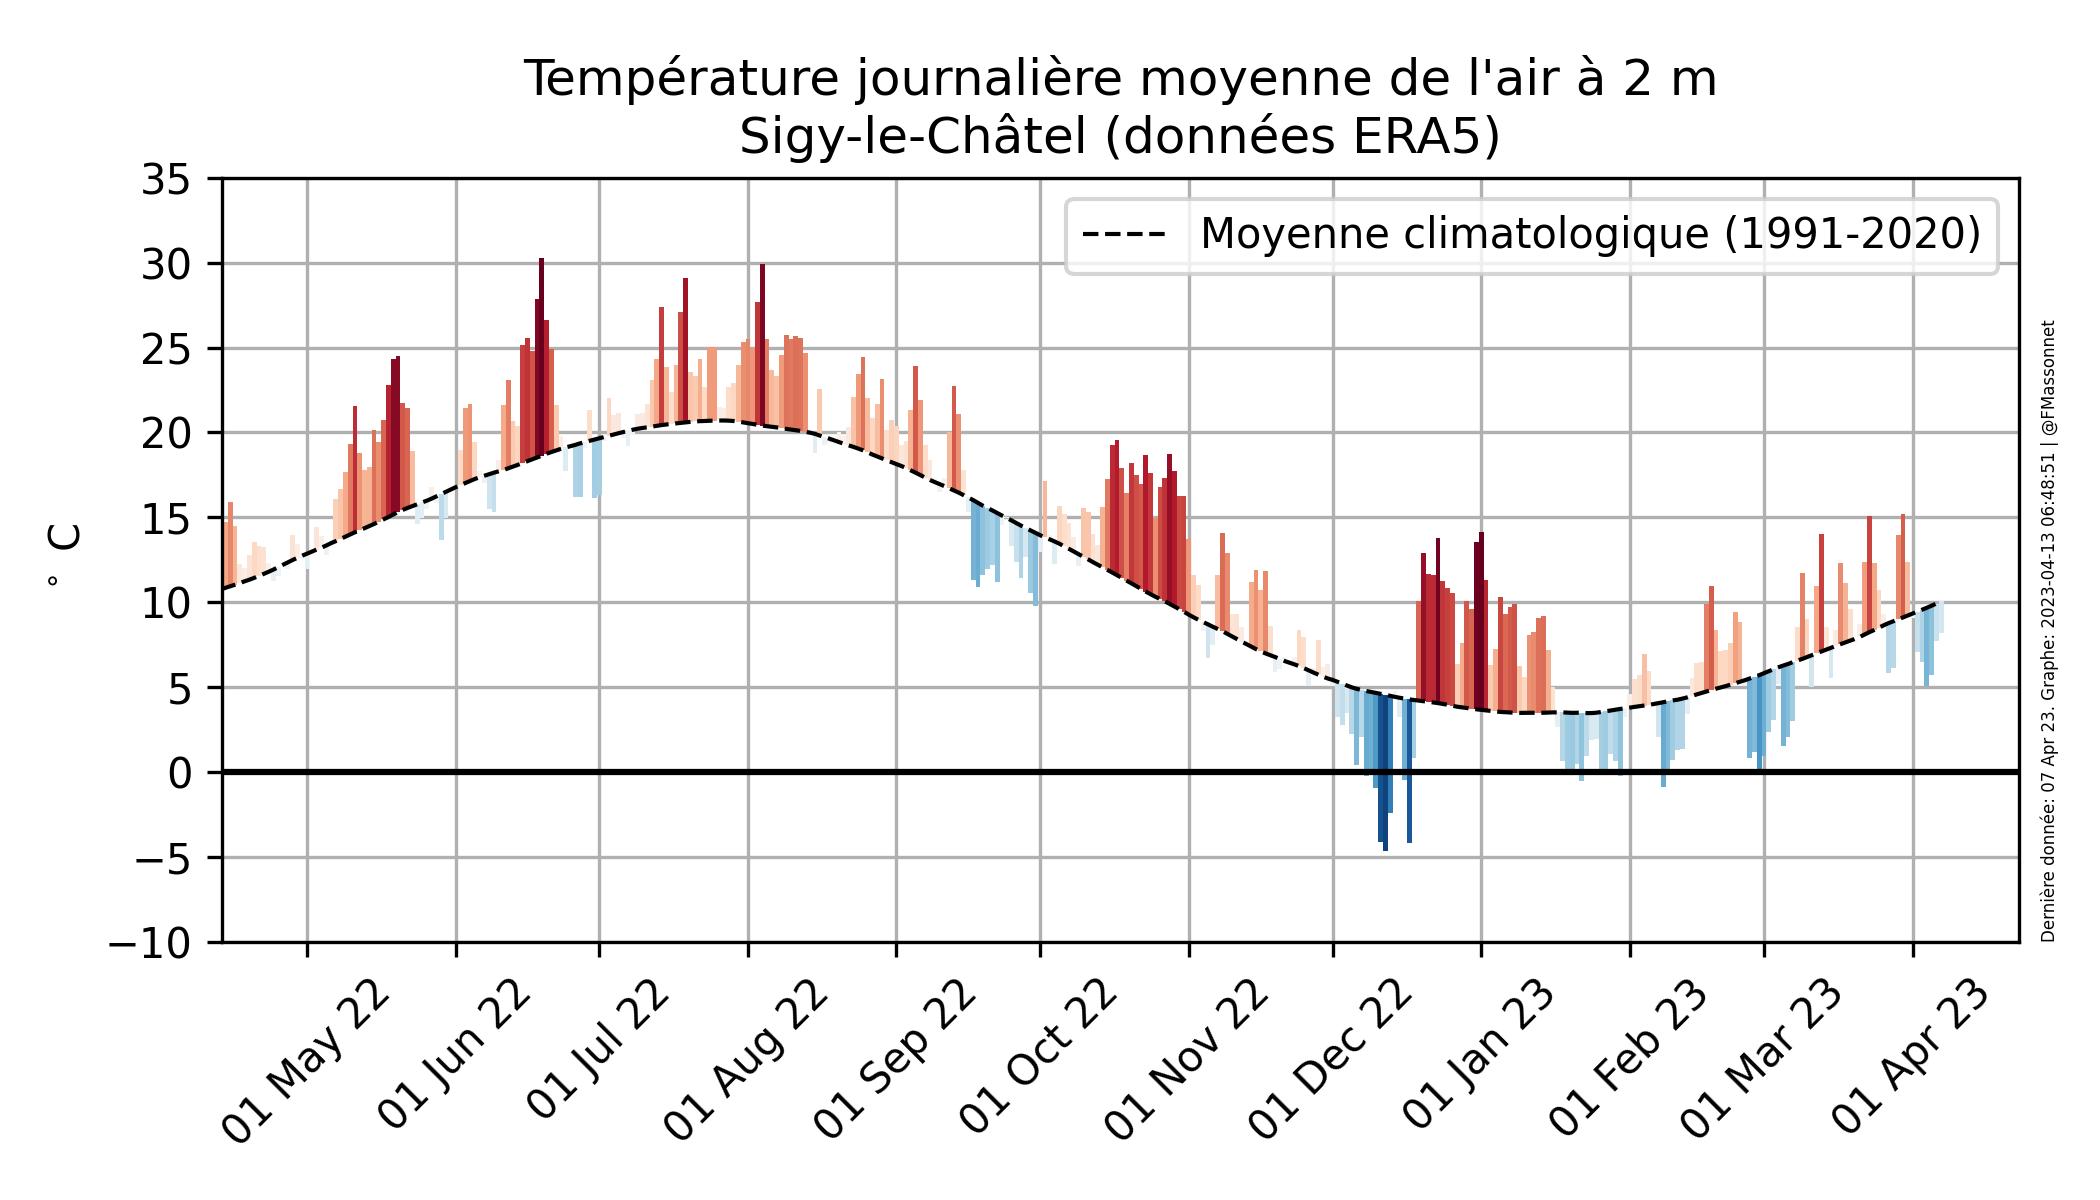 Température journalière moyenne de l'air à 2 m
Sigy-le-Châtel (données ERA5)
Moyenne climatologique (1991-2020)
° C
35
30
25
20
15
10
5
0
−5
−10
01 May 22
01 Jun 22
01 Jul 22
01 Aug 22
01 Sep 22
01 Oct 22
01 Nov 22
01 Dec 22
01 Jan 23
01 Feb 23
01 Mar 23
01 Apr 23
Dernière donnée: 07 Apr 23. Graphe: 2023-04-13 06:48:51 | @FMassonnet